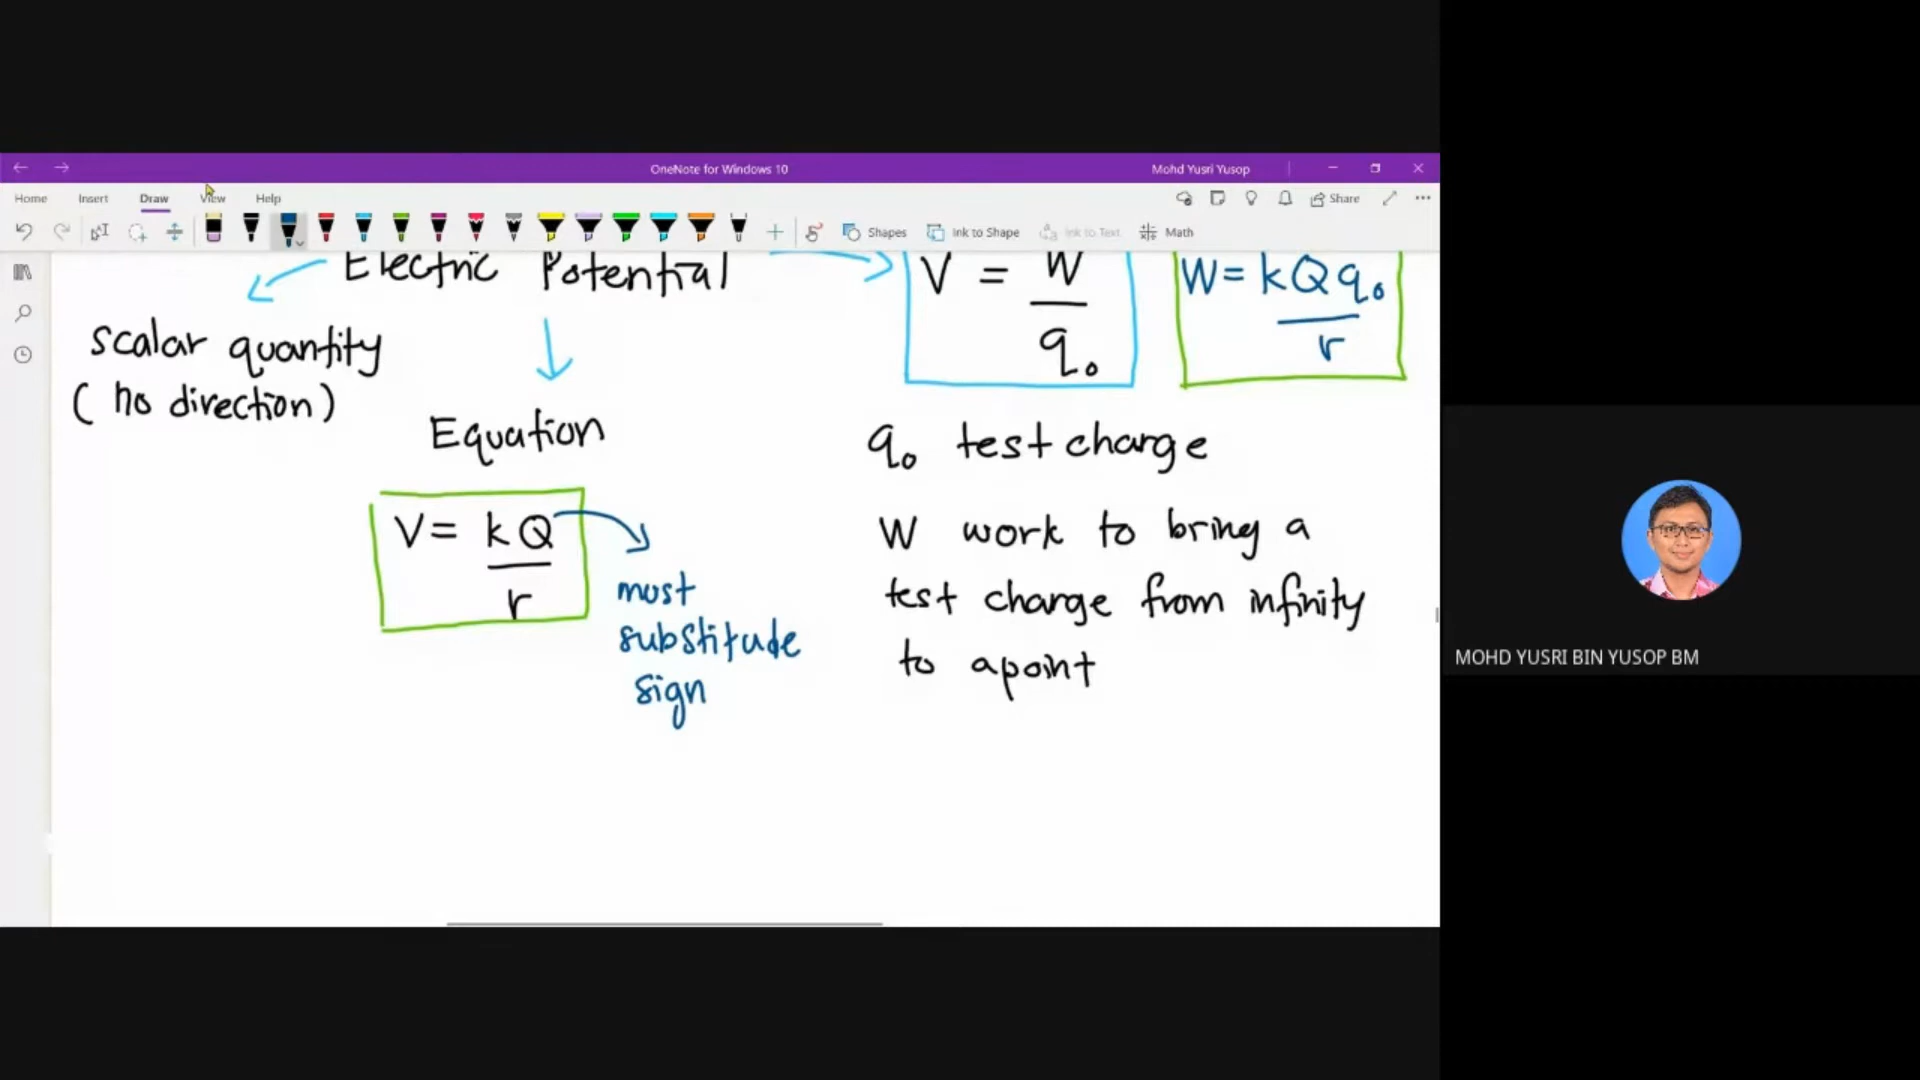 OneNote for Windows 10
Mohd Yusri Yusop
Home Insert Draw View Help
Share
Shapes
Ink to Shape
Ink to Text
Math
Electric Potential
V = W
q₀
W = kQq₀
r
scalar quantity
( no direction )
Equation
V = kQ
r
must
substitude
sign
q₀ test charge
W work to bring a
test charge from infinity
to a point
MOHD YUSRI BIN YUSOP BM